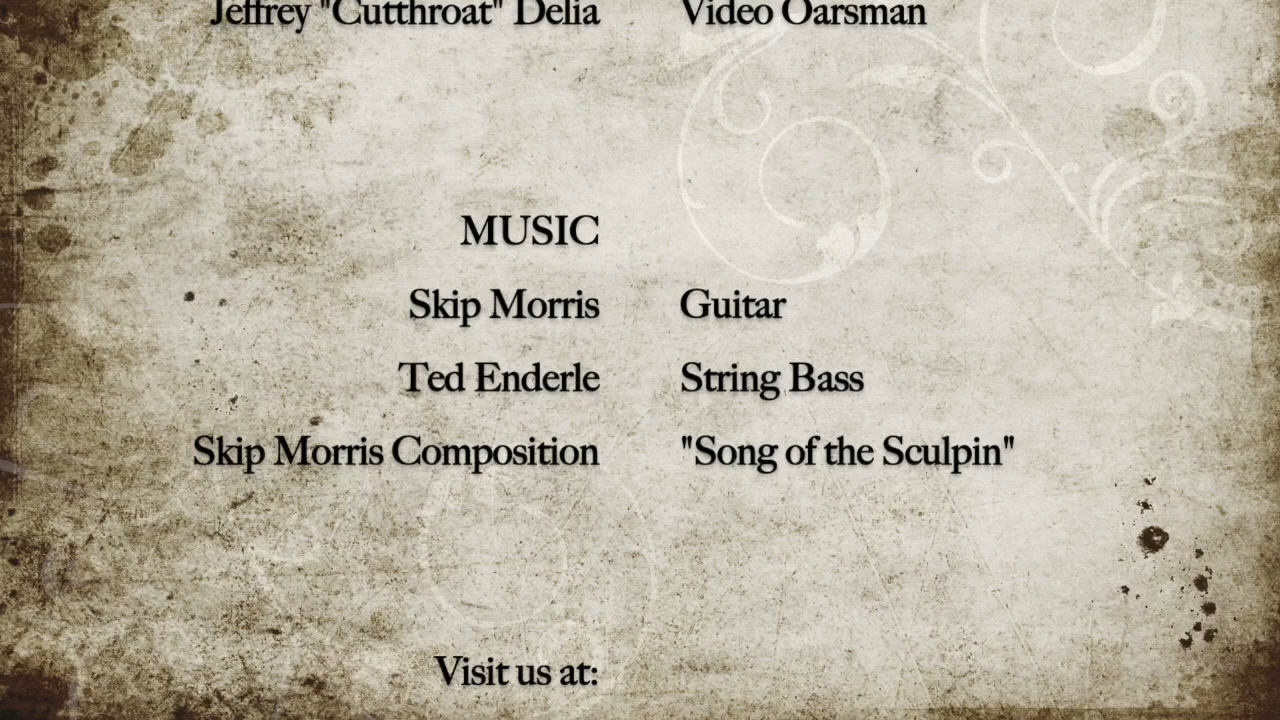 Jeffrey "Cutthroat" Delia Video Oarsman
MUSIC
Skip Morris Guitar
Ted Enderle String Bass
Skip Morris Composition "Song of the Sculpin"
Visit us at: